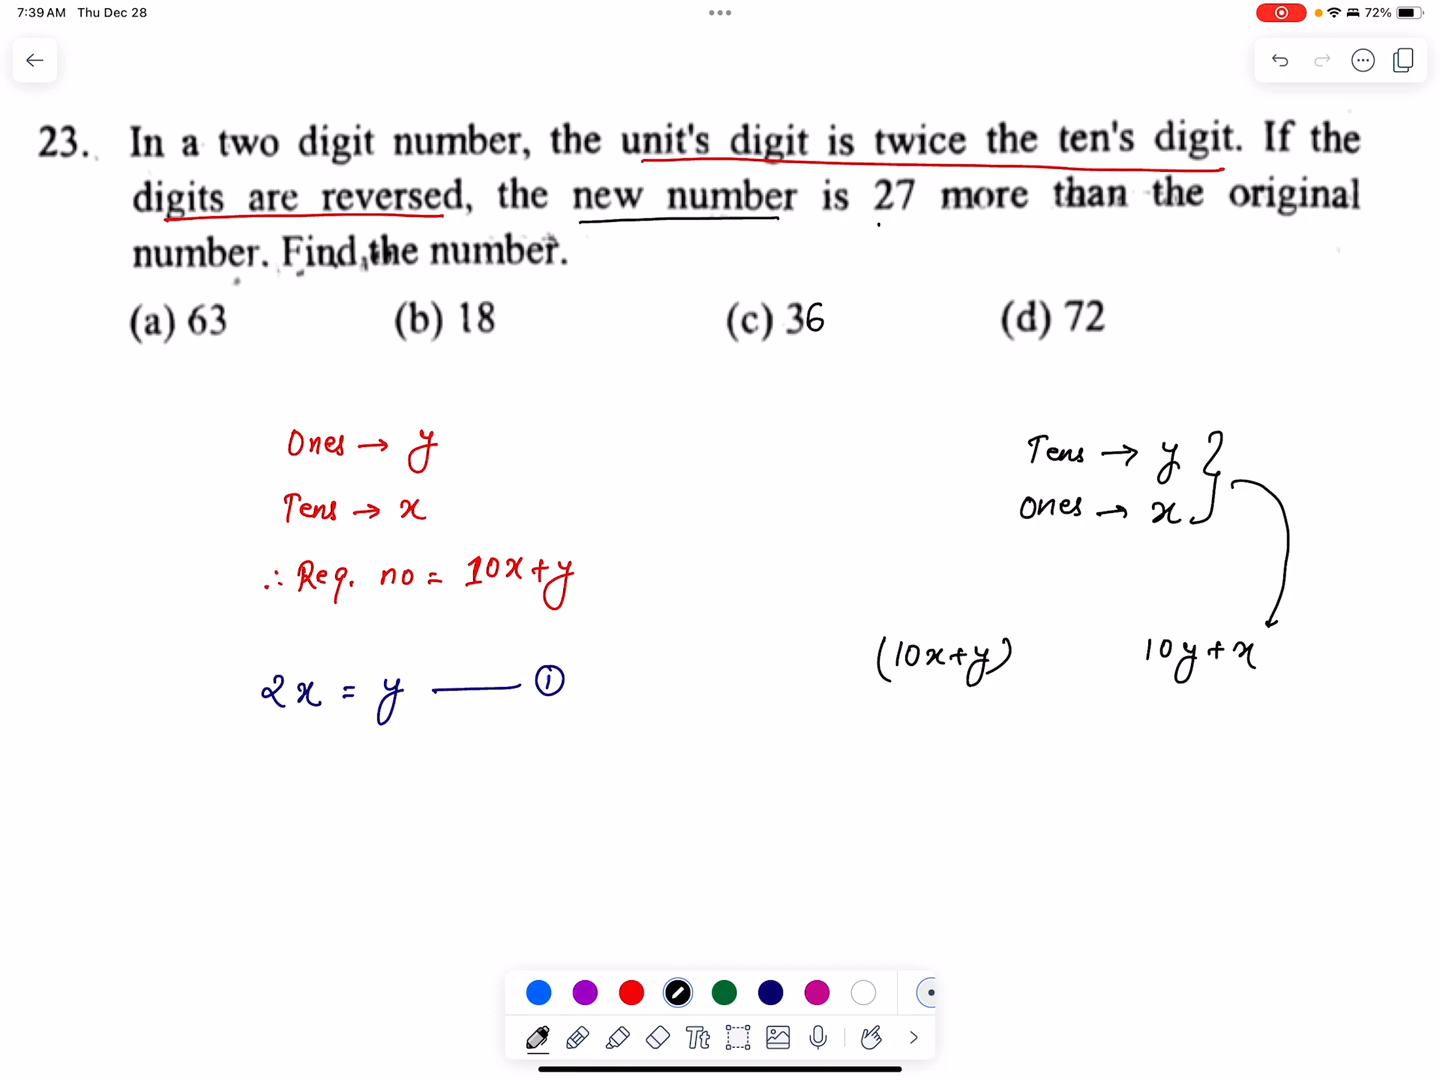 7:39 AM Thu Dec 28
72%
23. In a two digit number, the unit's digit is twice the ten's digit. If the
digits are reversed, the new number is 27 more than the original
number. Find the number.
(a) 63 (b) 18 (c) 36 (d) 72
Ones → y
Tens → x
∴ Req. no = 10x+y
2x = y —— ①
Tens → y }
Ones → x
(10x+y) 10y+x
Tt